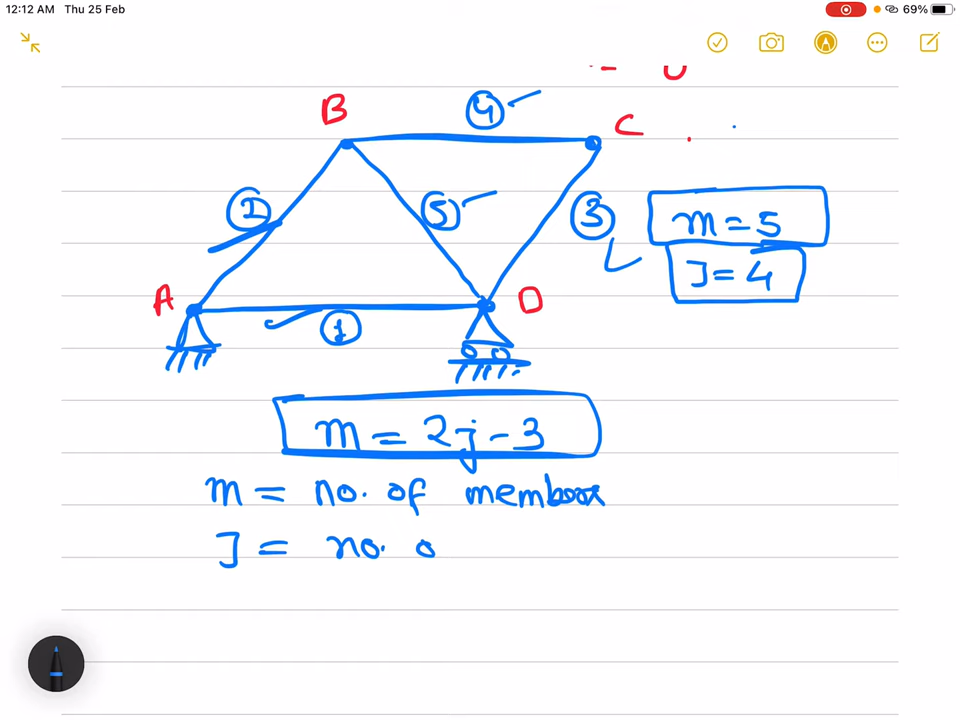 12:12 AM Thu 25 Feb
69%
B
4
C
2
5
3
m = 5
J = 4
A
D
1
m = 2j - 3
m = no. of members
J = no. o